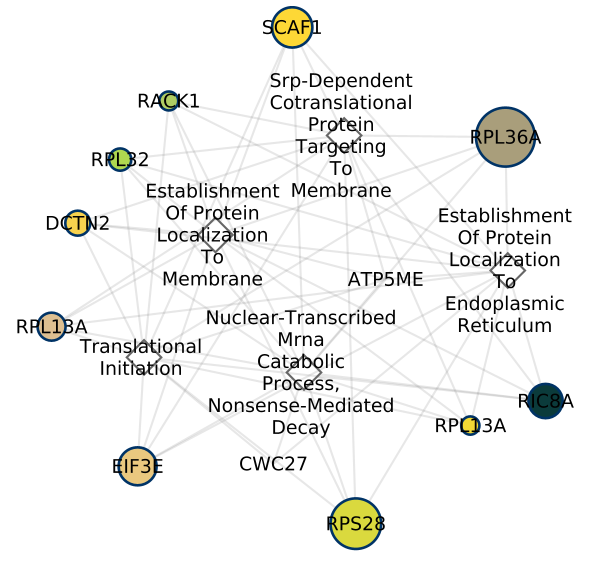 SCAF1
Srp-Dependent
Cotranslational
Protein
Targeting
To
Membrane
RACK1
RPL36A
RPL32
Establishment
Of Protein
Localization
To
Membrane
DCTN2
Establishment
Of Protein
Localization
To
Endoplasmic
Reticulum
ATP5ME
RPL13A
Translational
Initiation
Nuclear-Transcribed
Mrna
Catabolic
Process,
Nonsense-Mediated
Decay
RIC8A
RPL13A
EIF3E
CWC27
RPS28